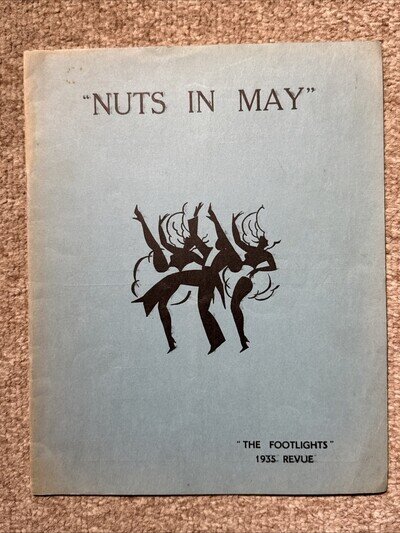 "NUTS IN MAY"
"THE FOOTLIGHTS"
1935 REVUE